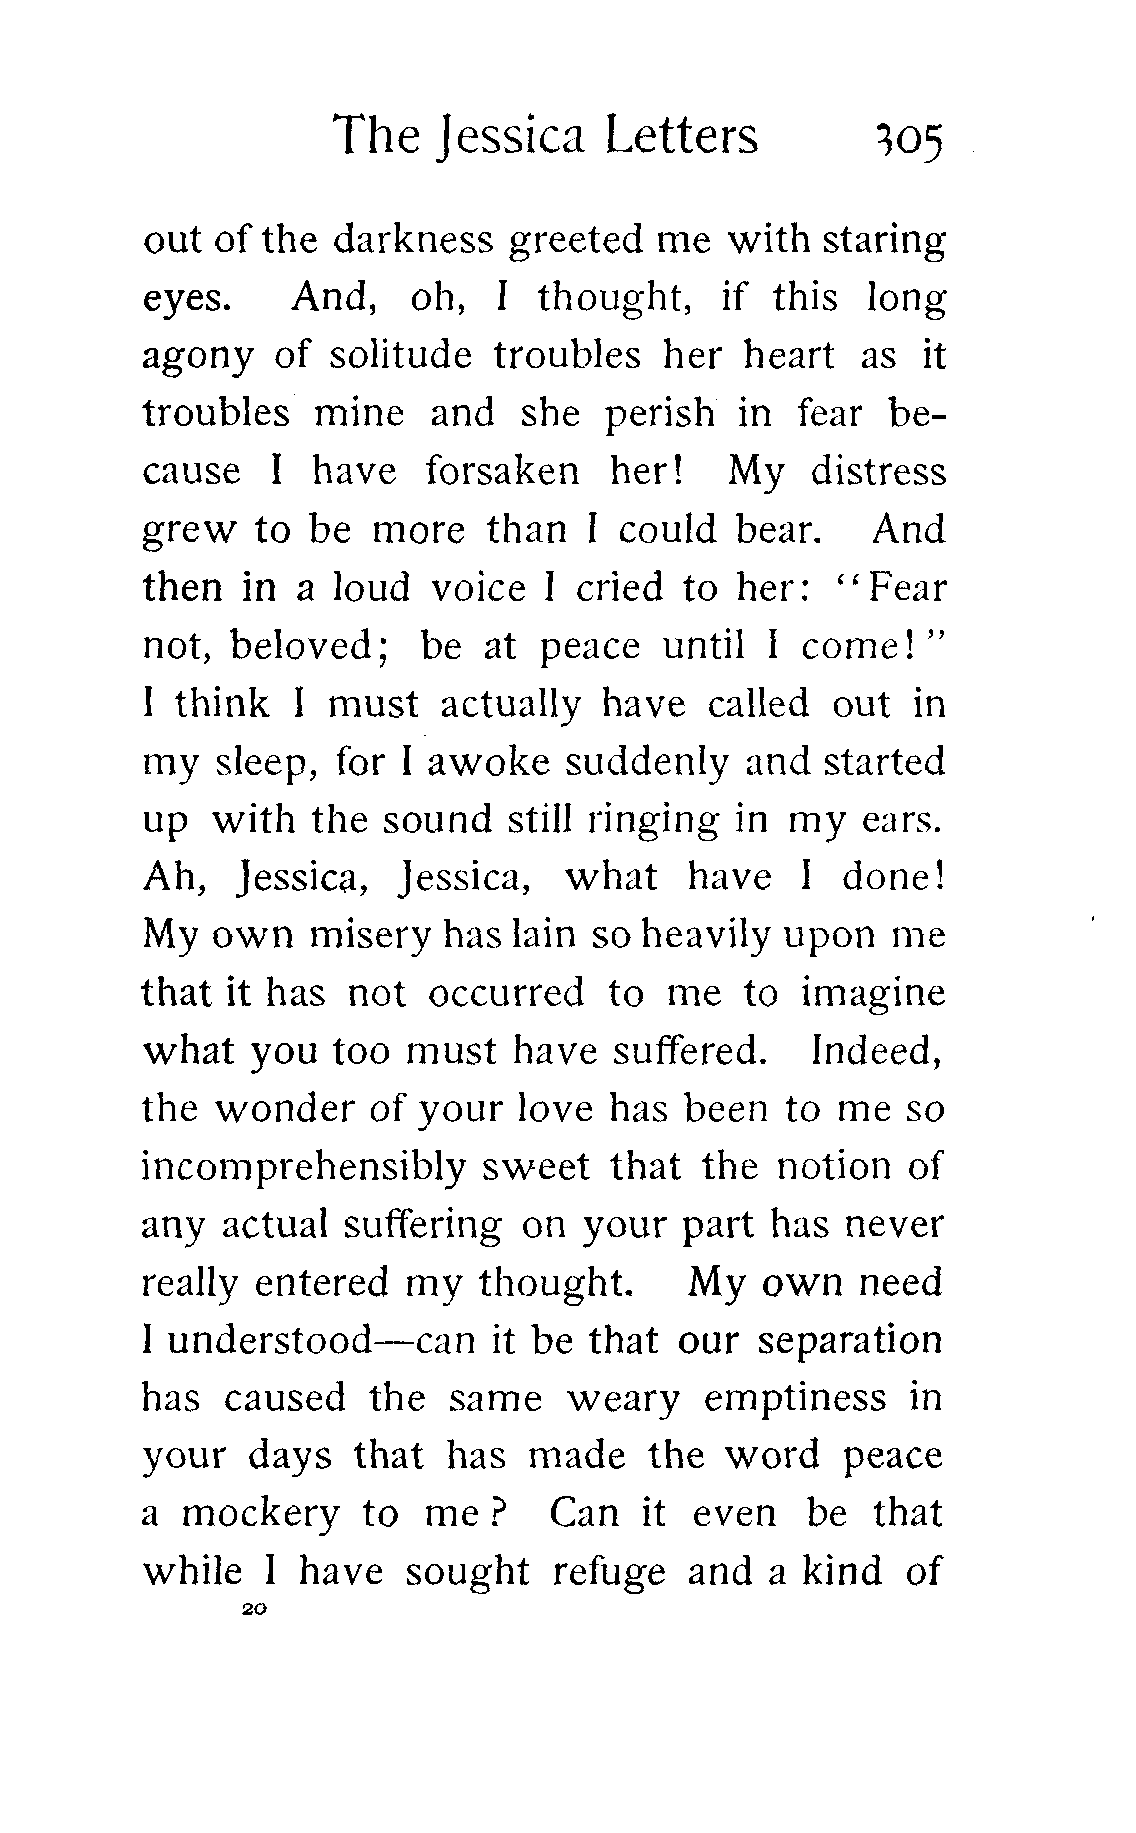 The Jessica Letters 305
out of the darkness greeted me with staring
eyes. And, oh, I thought, if this long
agony of solitude troubles her heart as it
troubles mine and she perish in fear be-
cause I have forsaken her! My distress
grew to be more than I could bear. And
then in a loud voice I cried to her: “Fear
not, beloved; be at peace until I come!”
I think I must actually have called out in
my sleep, for I awoke suddenly and started
up with the sound still ringing in my ears.
Ah, Jessica, Jessica, what have I done!
My own misery has lain so heavily upon me
that it has not occurred to me to imagine
what you too must have suffered. Indeed,
the wonder of your love has been to me so
incomprehensibly sweet that the notion of
any actual suffering on your part has never
really entered my thought. My own need
I understood—can it be that our separation
has caused the same weary emptiness in
your days that has made the word peace
a mockery to me? Can it even be that
while I have sought refuge and a kind of
20